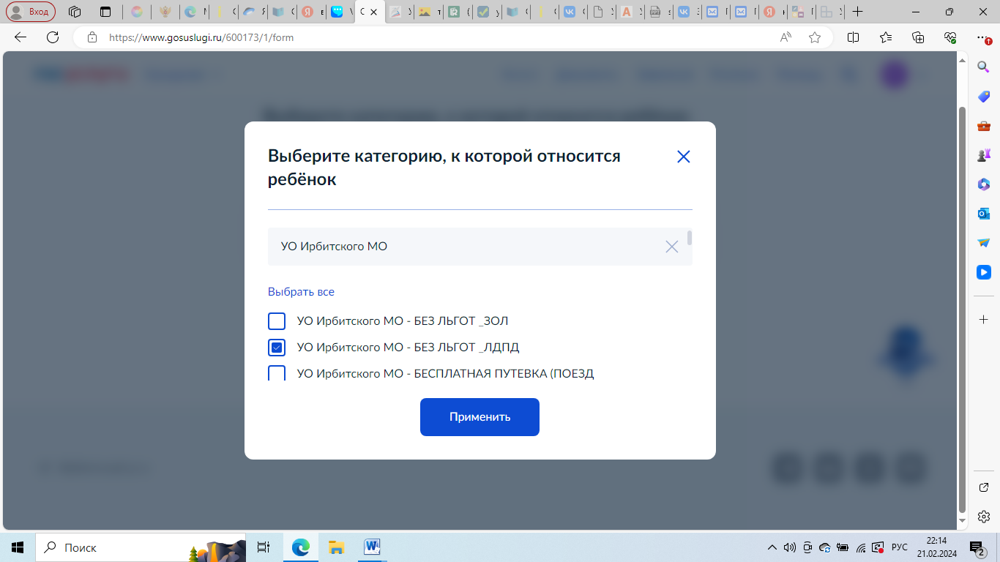 Вход
https://www.gosuslugi.ru/600173/1/form
Выберите категорию, к которой относится
ребёнок
УО Ирбитского МО
Выбрать все
УО Ирбитского МО - БЕЗ ЛЬГОТ _ЗОЛ
УО Ирбитского МО - БЕЗ ЛЬГОТ _ЛДПД
УО Ирбитского МО - БЕСПЛАТНАЯ ПУТЕВКА (ПОЕЗД
Применить
Поиск
РУС
22:14
21.02.2024
2